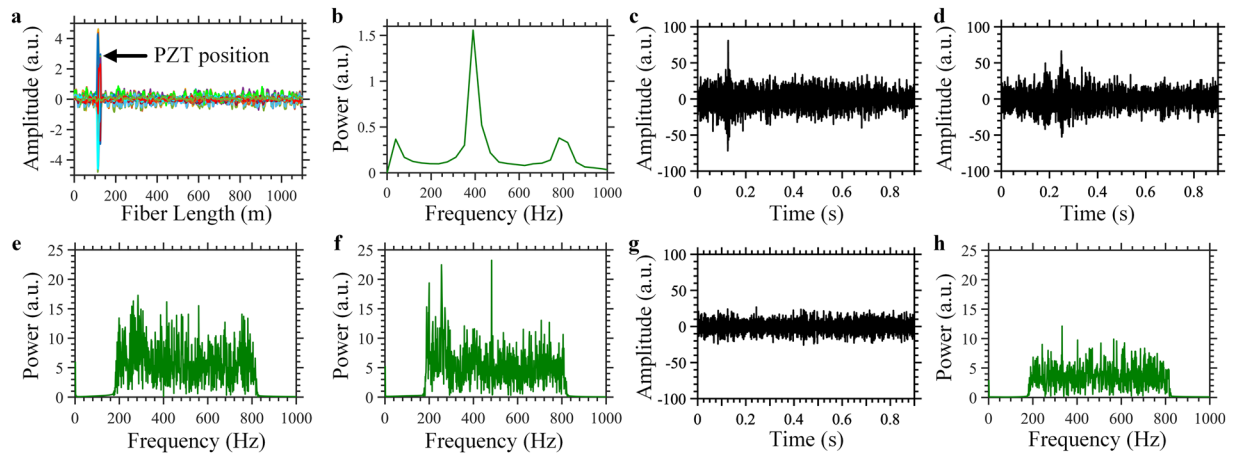 a
Amplitude (a.u.)
4
2
0
-2
-4
PZT position
0 200 400 600 800 1000
Fiber Length (m)
b
Power (a.u.)
1.5
1
0.5
0
0 200 400 600 800 1000
Frequency (Hz)
c
Amplitude (a.u.)
100
50
0
-50
-100
0 0.2 0.4 0.6 0.8
Time (s)
d
Amplitude (a.u.)
100
50
0
-50
-100
0 0.2 0.4 0.6 0.8
Time (s)
e
Power (a.u.)
25
20
15
10
5
0
0 200 400 600 800 1000
Frequency (Hz)
f
Power (a.u.)
25
20
15
10
5
0
0 200 400 600 800 1000
Frequency (Hz)
g
Amplitude (a.u.)
100
50
0
-50
-100
0 0.2 0.4 0.6 0.8
Time (s)
h
Power (a.u.)
25
20
15
10
5
0
0 200 400 600 800 1000
Frequency (Hz)